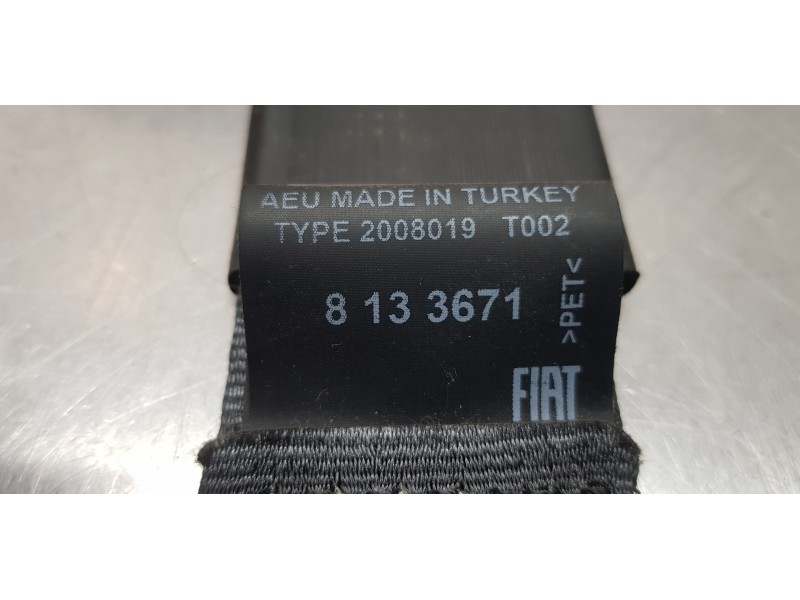 AEU MADE IN TURKEY
TYPE 2008019 T002
8 13 3671
>PET<
FIAT